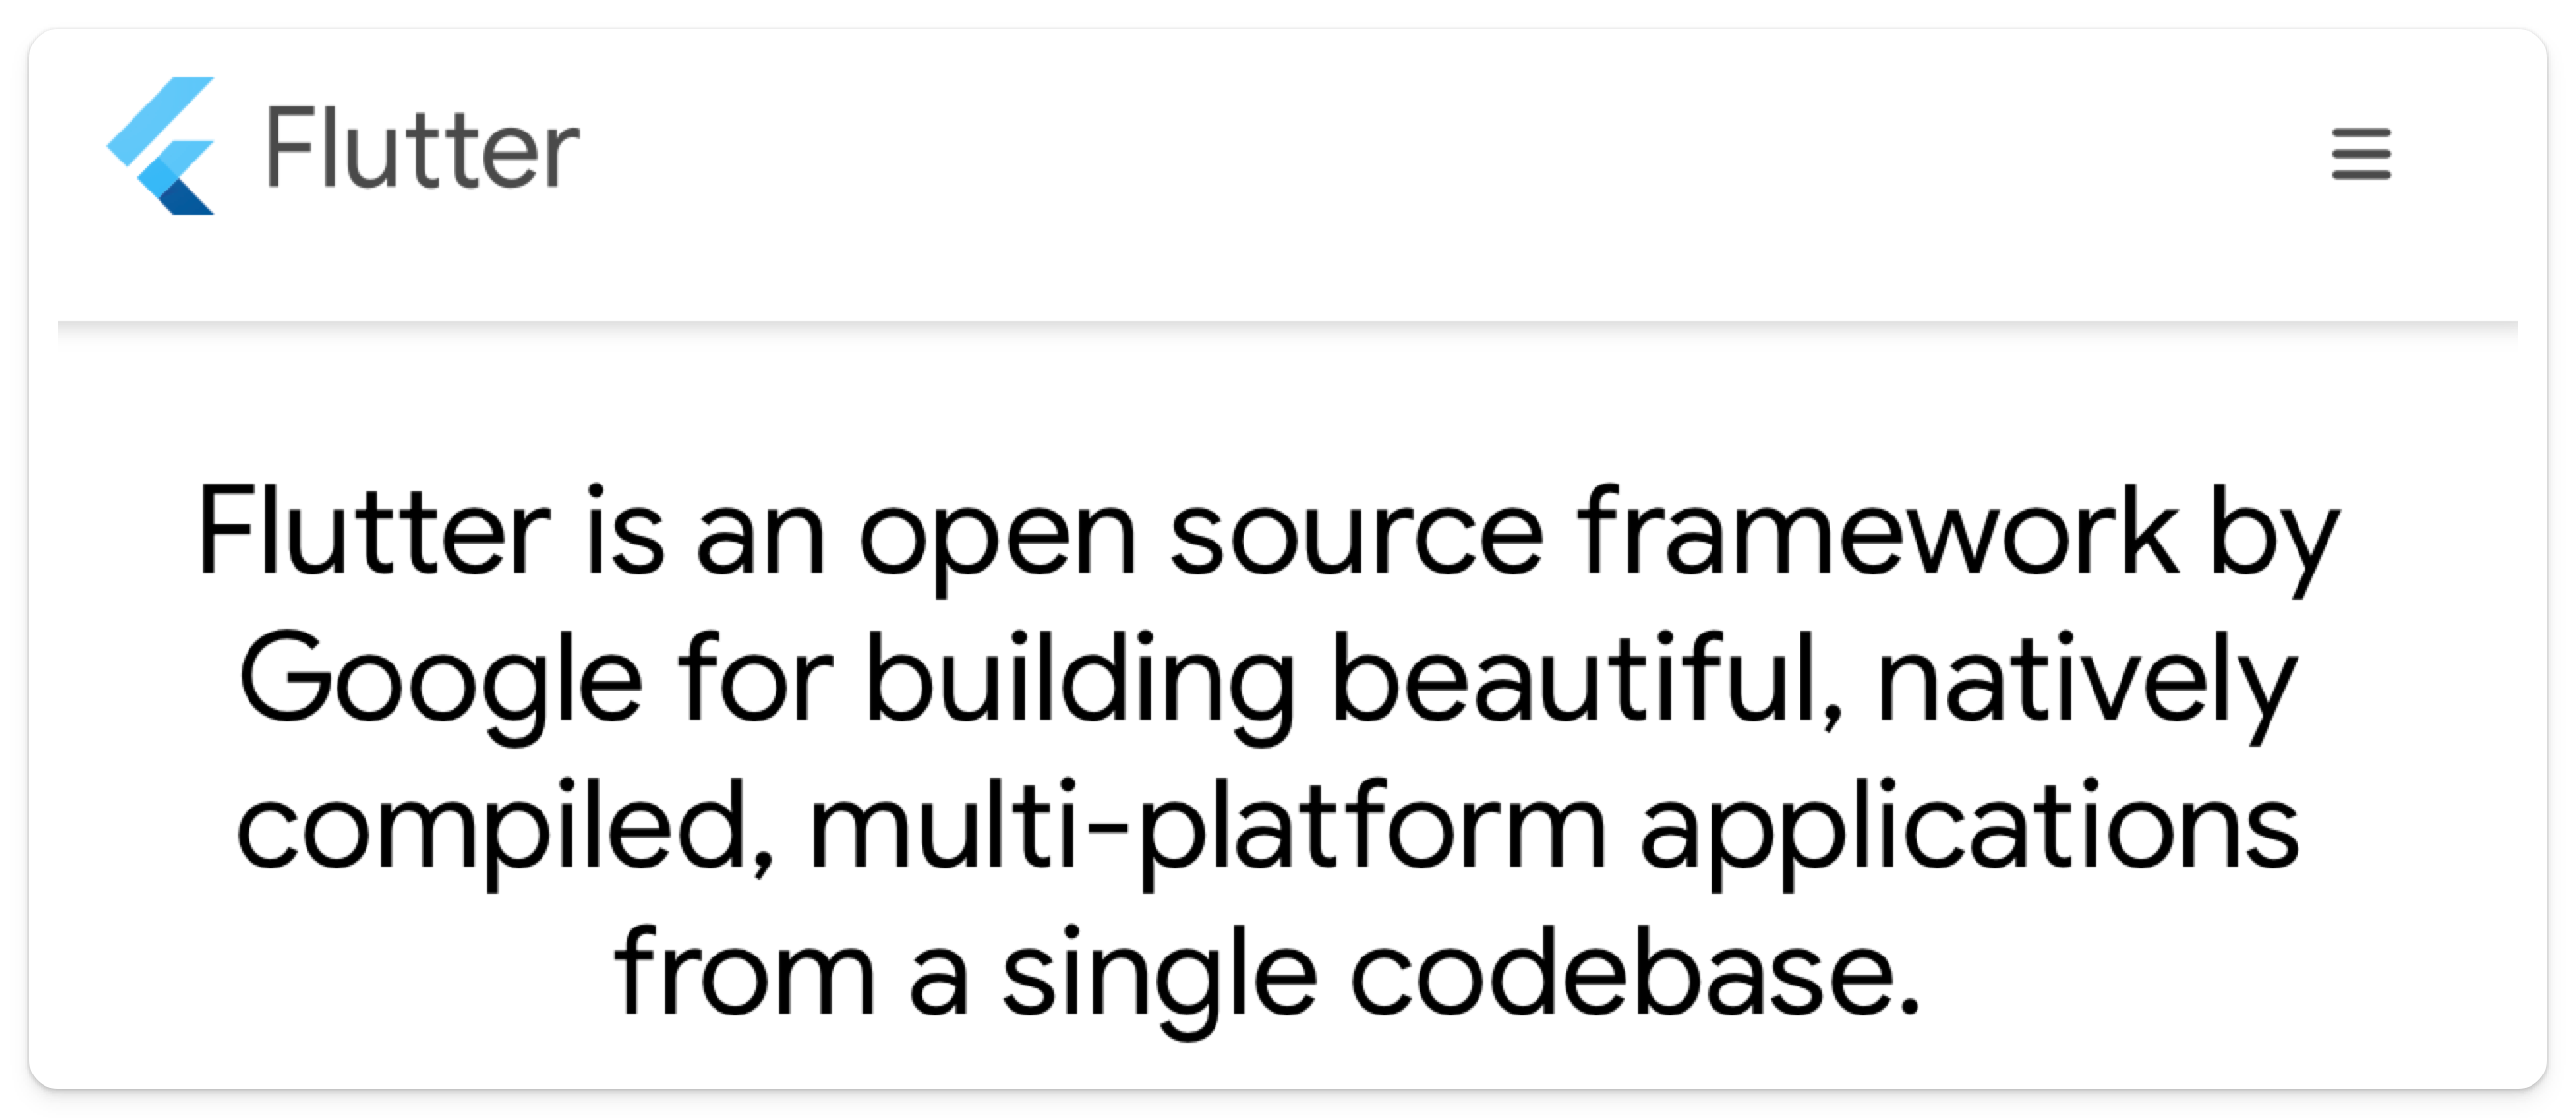 Flutter
Flutter is an open source framework by
Google for building beautiful, natively
compiled, multi-platform applications
from a single codebase.